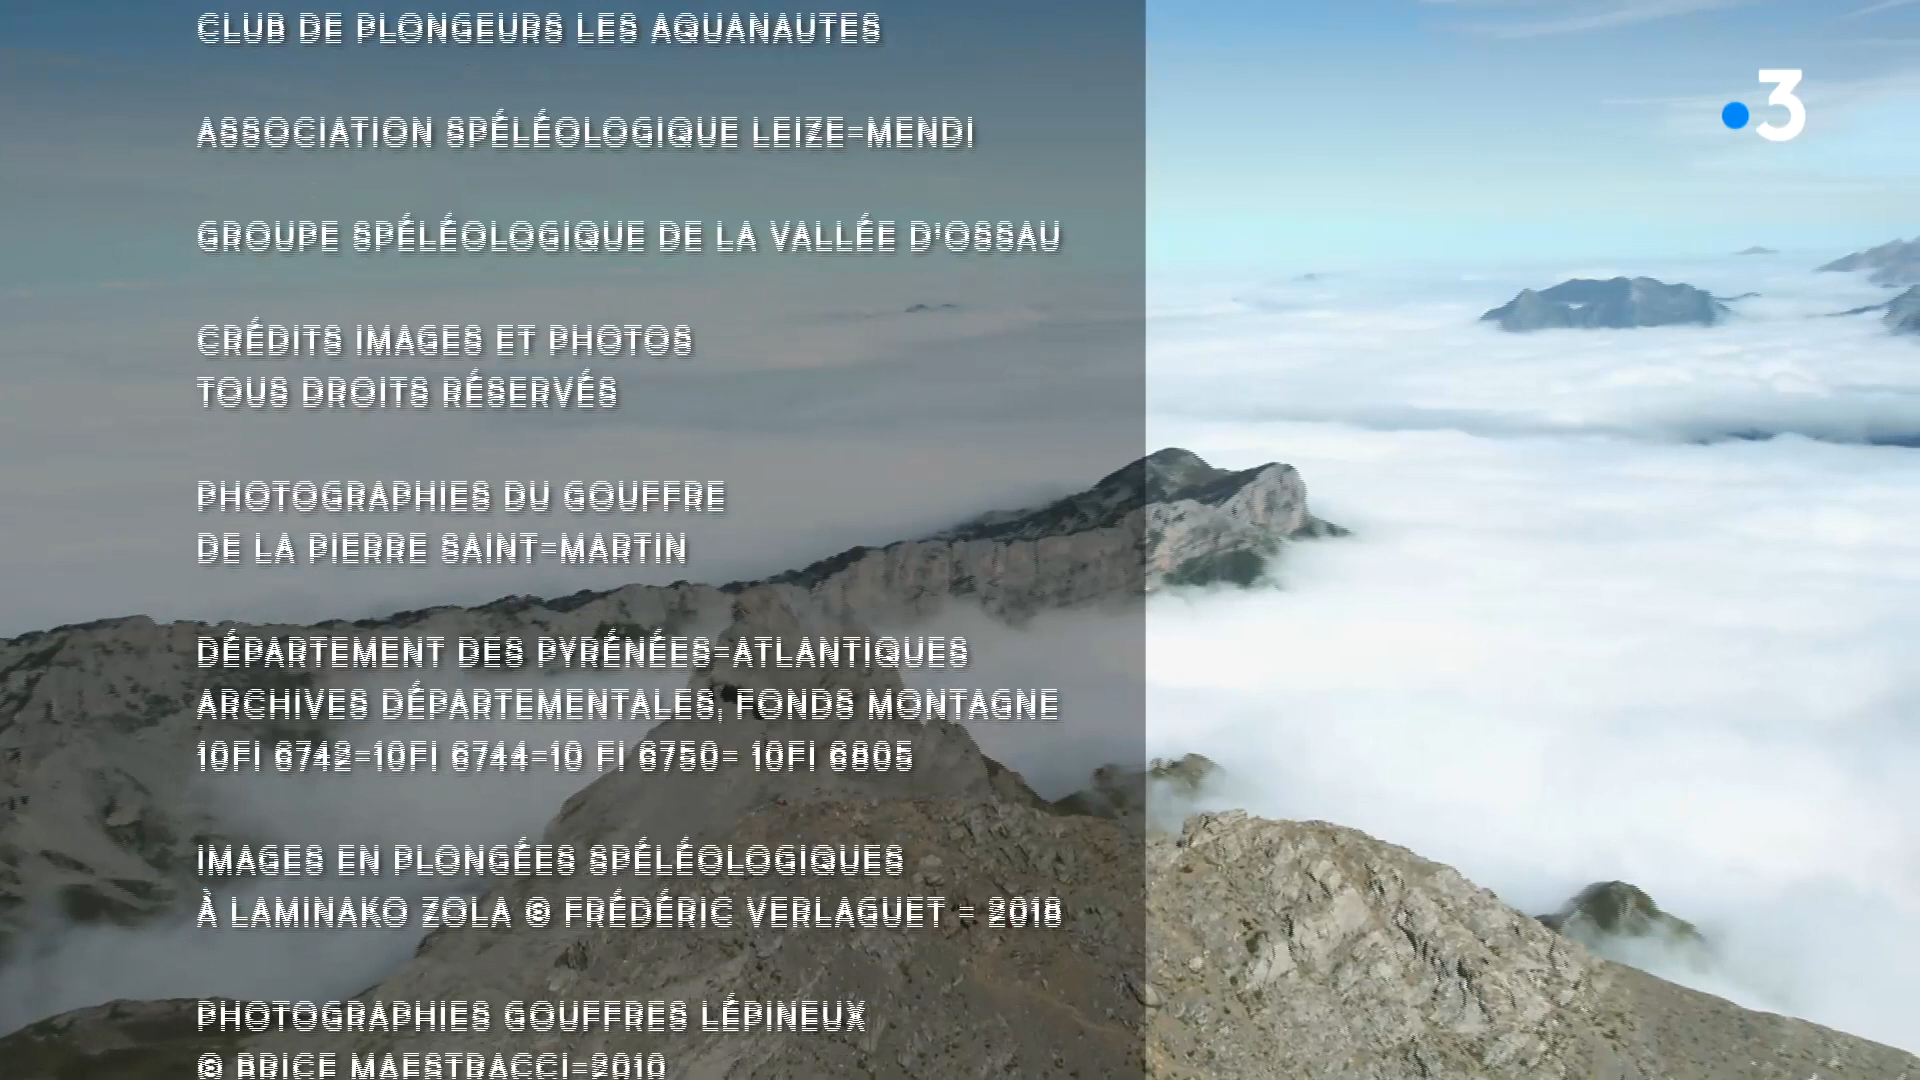 CLUB DE PLONGEURS LES AQUANAUTES
ASSOCIATION SPÉLÉOLOGIQUE LEIZE-MENDI
GROUPE SPÉLÉOLOGIQUE DE LA VALLÉE D'OSSAU
CRÉDITS IMAGES ET PHOTOS
TOUS DROITS RÉSERVÉS
PHOTOGRAPHIES DU GOUFFRE
DE LA PIERRE SAINT-MARTIN
DÉPARTEMENT DES PYRÉNÉES-ATLANTIQUES
ARCHIVES DÉPARTEMENTALES, FONDS MONTAGNE
10FI 6742-10FI 6744-10 FI 6750- 10FI 6805
IMAGES EN PLONGÉES SPÉLÉOLOGIQUES
À LAMINAKO ZOLA © FRÉDÉRIC VERLAGUET - 2018
PHOTOGRAPHIES GOUFFRES LÉPINEUX
© BRICE MAESTRACCI-2010
3